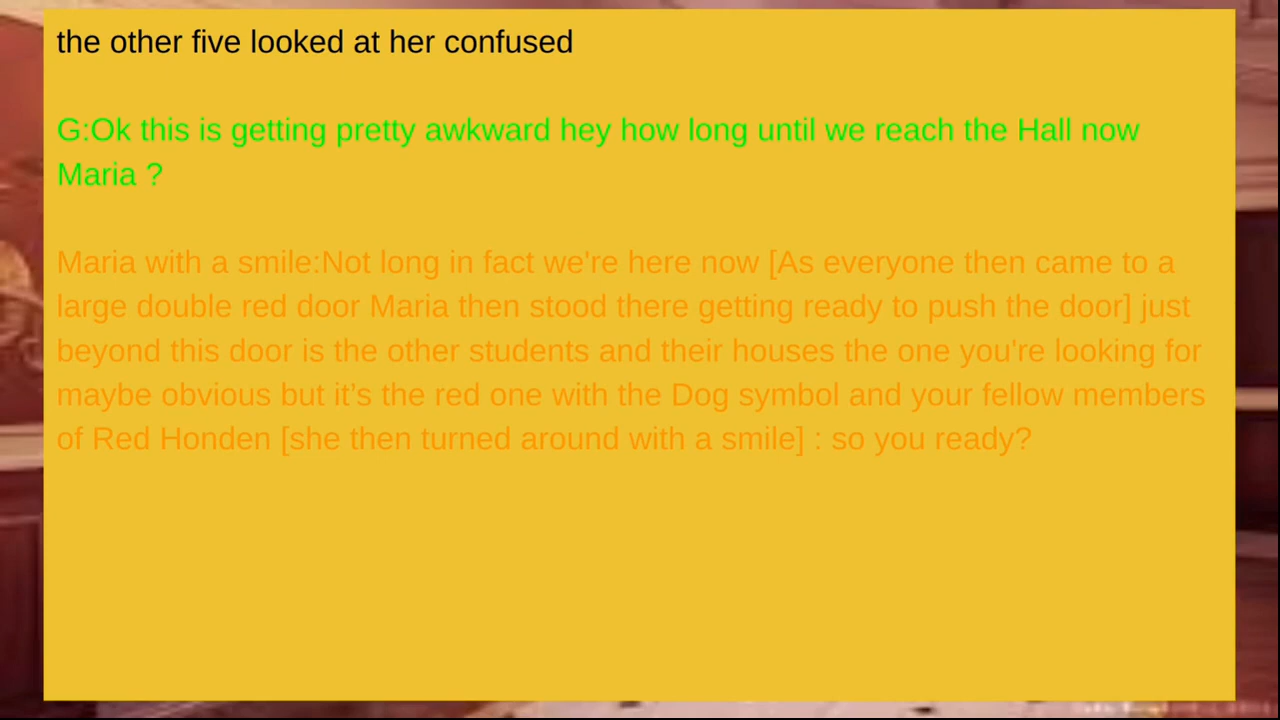 the other five looked at her confused
G:Ok this is getting pretty awkward hey how long until we reach the Hall now
Maria ?
Maria with a smile:Not long in fact we're here now [As everyone then came to a
large double red door Maria then stood there getting ready to push the door] just
beyond this door is the other students and their houses the one you're looking for
maybe obvious but it’s the red one with the Dog symbol and your fellow members
of Red Honden [she then turned around with a smile] : so you ready?